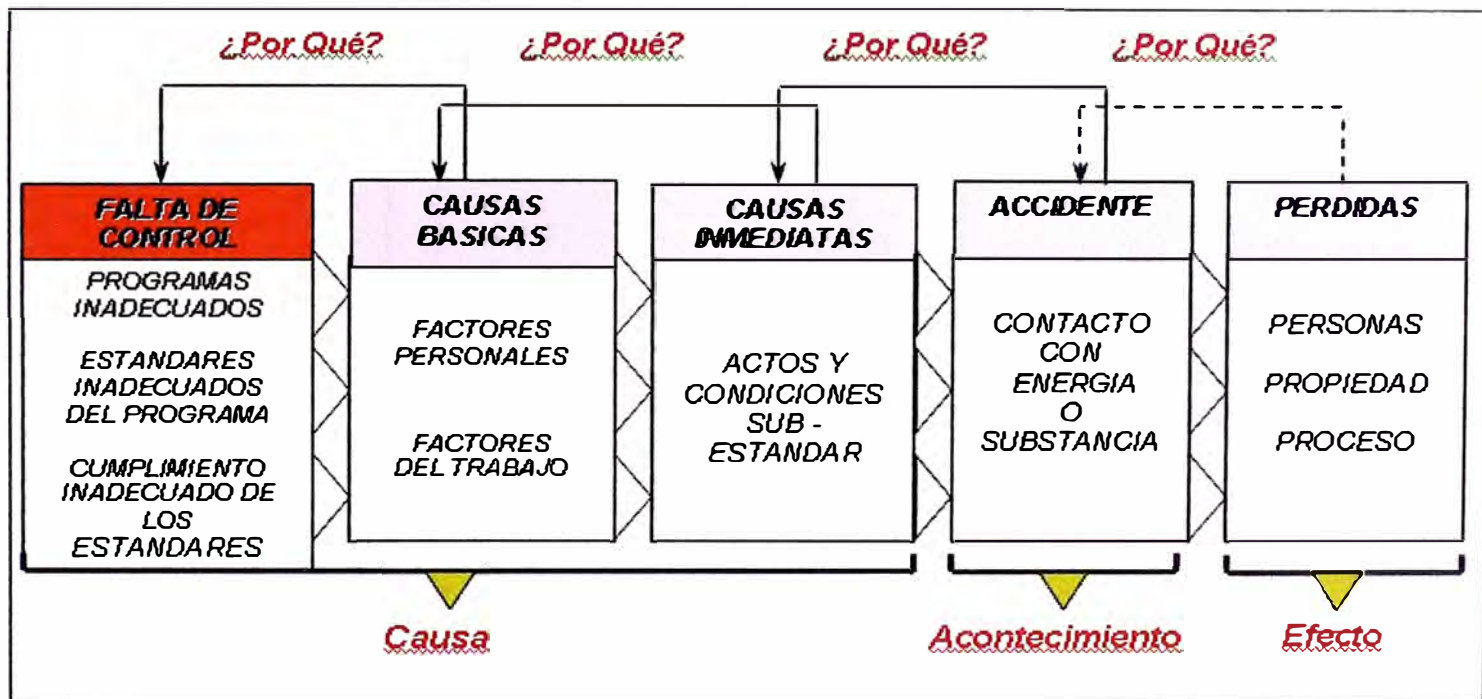 ¿Por Qué?
¿Por Qué?
¿Por Qué?
¿Por Qué?
FALTA DE
CONTROL
PROGRAMAS
INADECUADOS
ESTANDARES
INADECUADOS
DEL PROGRAMA
CUMPLIMIENTO
INADECUADO DE
LOS
ESTANDARES
CAUSAS
BASICAS
FACTORES
PERSONALES
FACTORES
DEL TRABAJO
CAUSAS
INMEDIATAS
ACTOS Y
CONDICIONES
SUB -
ESTANDAR
ACCIDENTE
CONTACTO
CON
ENERGIA
O
SUBSTANCIA
PERDIDAS
PERSONAS
PROPIEDAD
PROCESO
Causa
Acontecimiento
Efecto